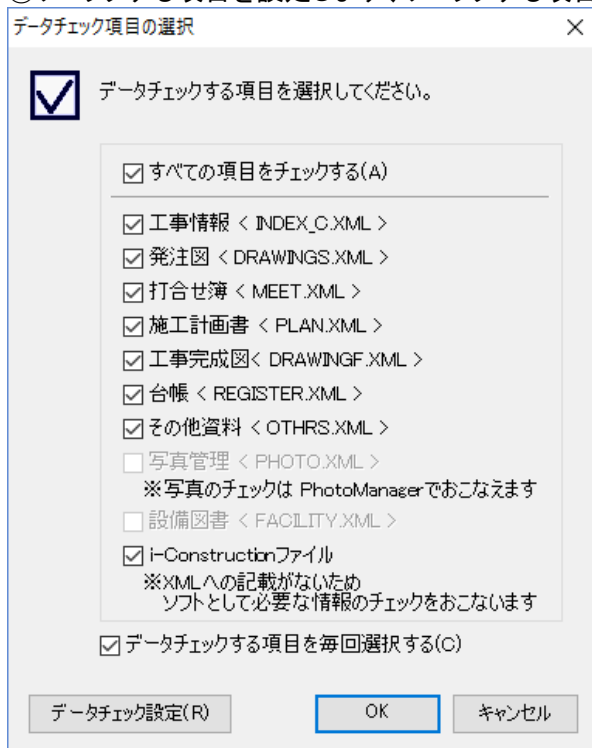 データチェック項目の選択
データチェックする項目を選択してください。
すべての項目をチェックする(A)
工事情報 < INDEX_C.XML >
発注図 < DRAWINGS.XML >
打合せ簿 < MEET.XML >
施工計画書 < PLAN.XML >
工事完成図< DRAWINGF.XML >
台帳 < REGISTER.XML >
その他資料 < OTHRS.XML >
写真管理 < PHOTO.XML >
※写真のチェックは PhotoManagerでおこなえます
設備図書 < FACILITY.XML >
i-Constructionファイル
※XMLへの記載がないため
ソフトとして必要な情報のチェックをおこないます
データチェックする項目を毎回選択する(C)
データチェック設定(R)
OK
キャンセル